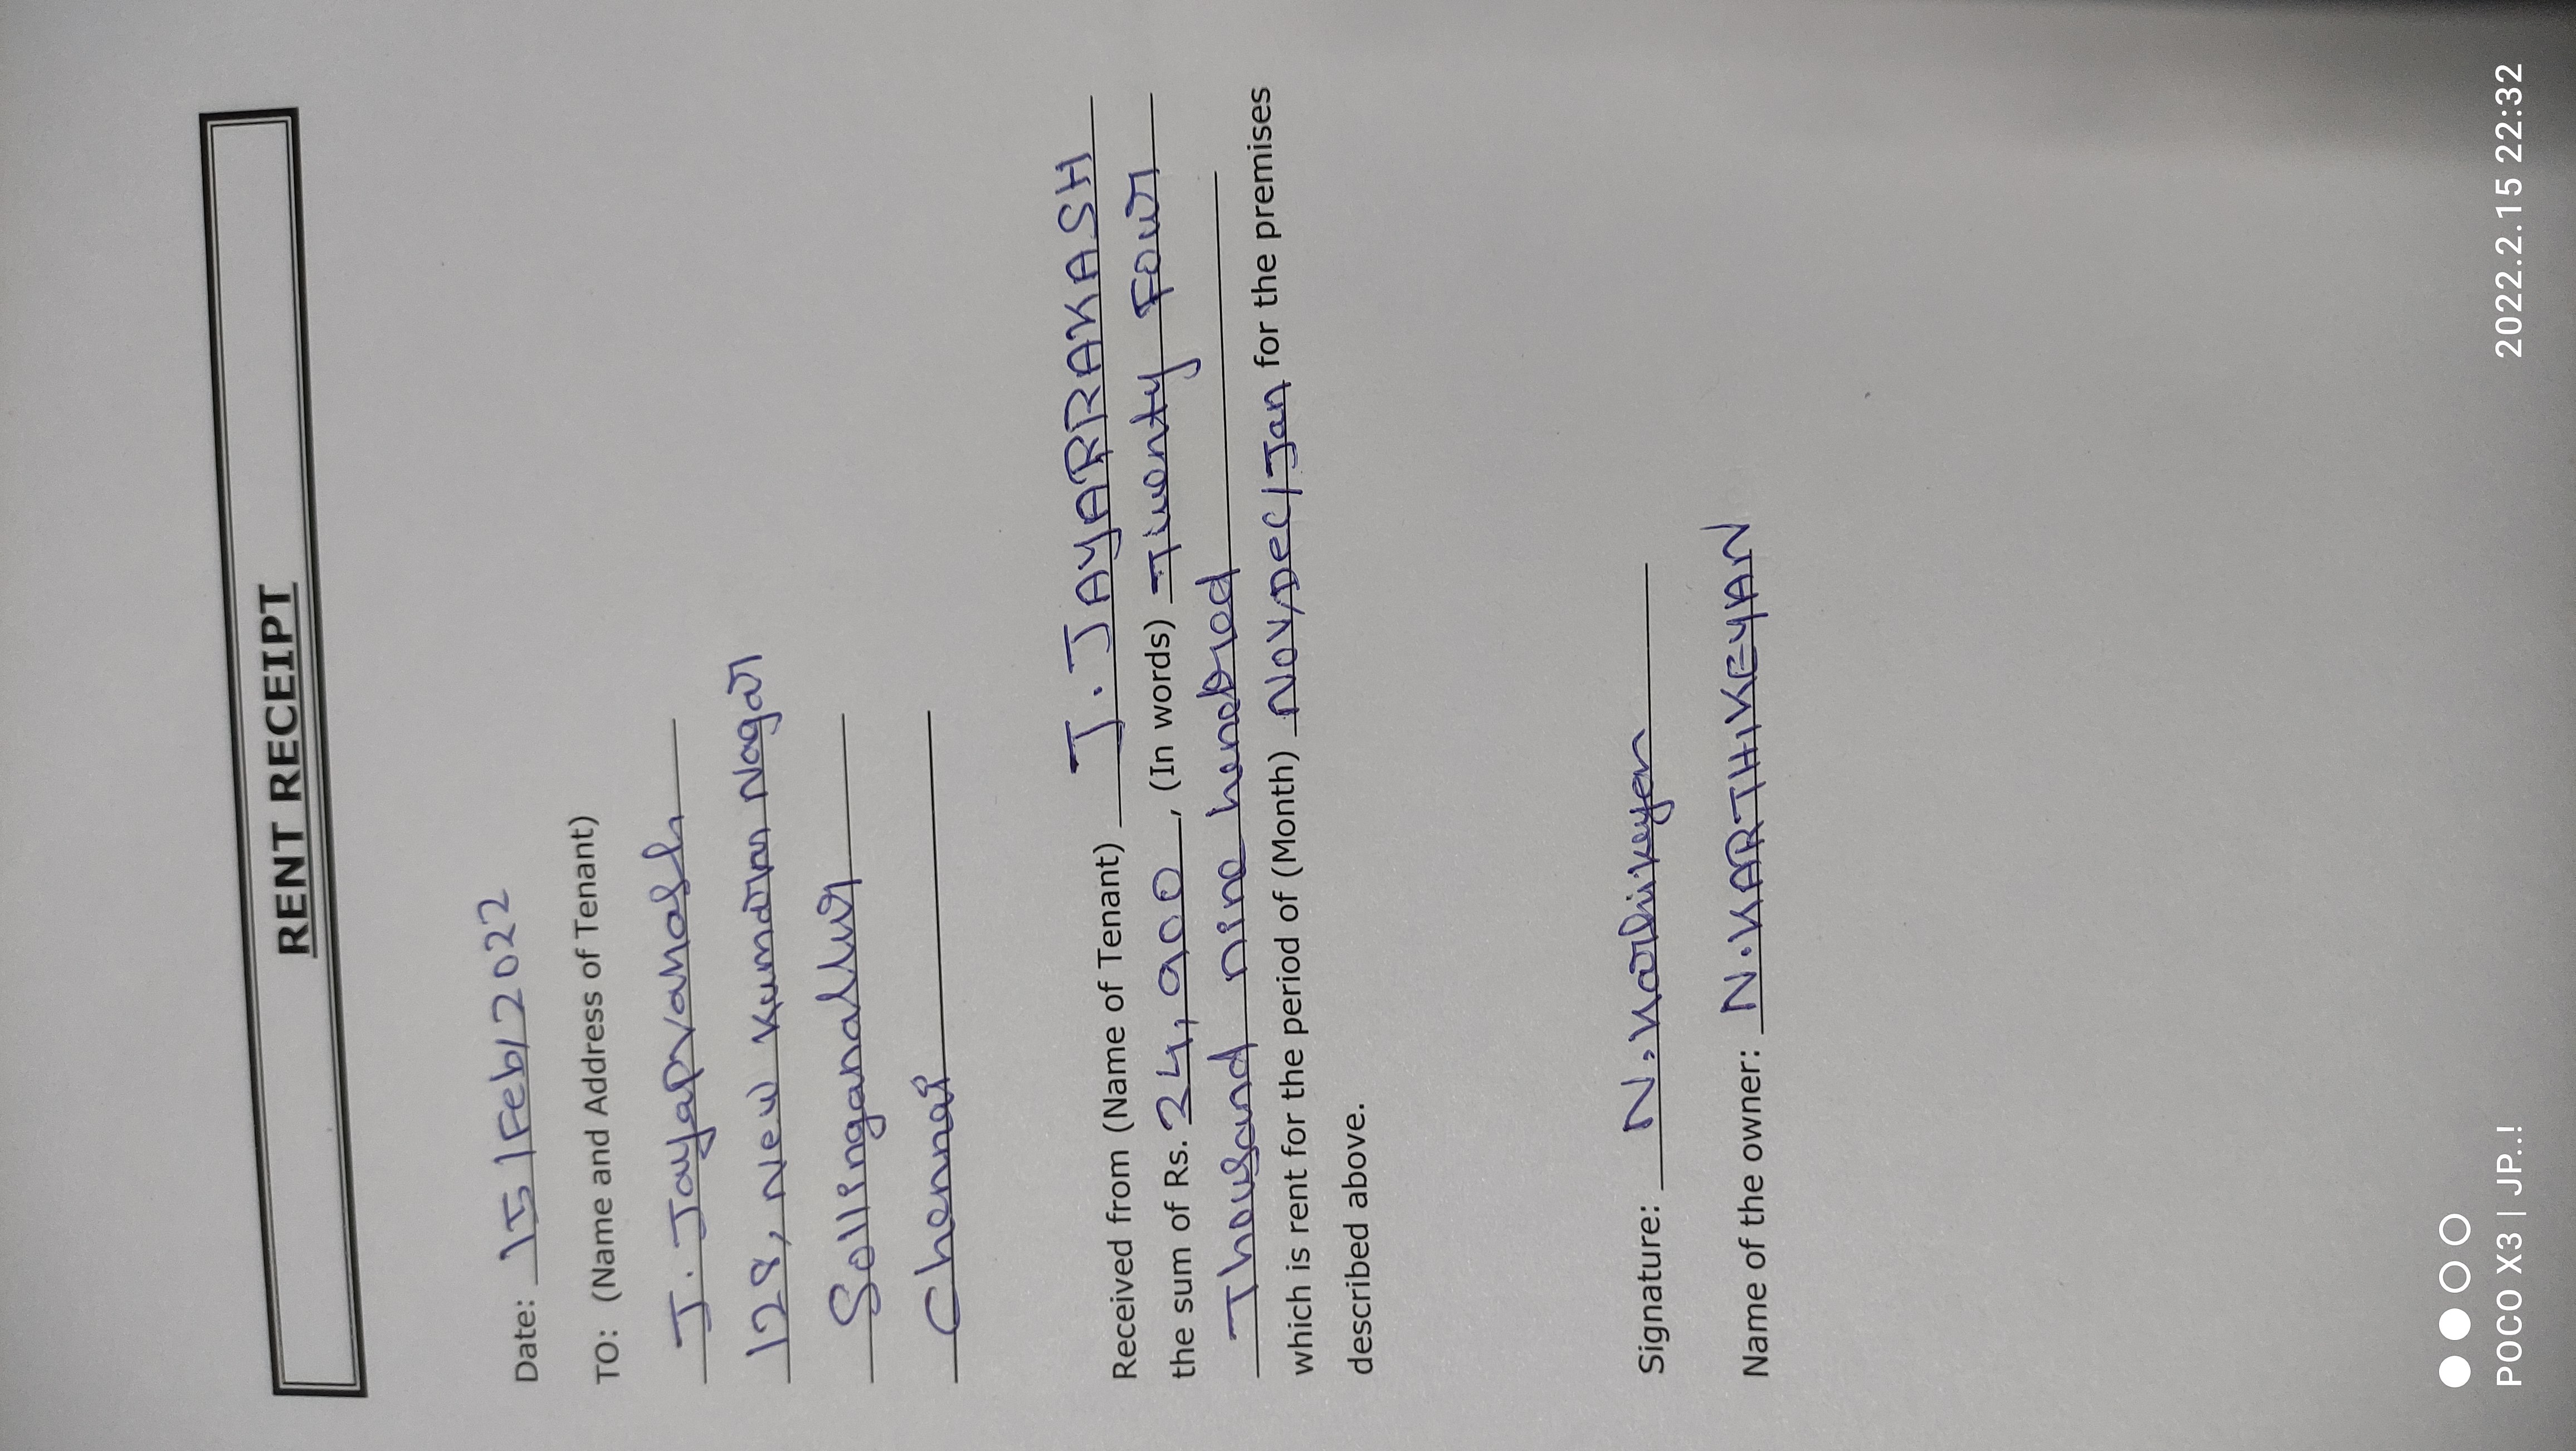 RENT RECEIPT
Date: 15/Feb/2022
TO: (Name and Address of Tenant)
J. Jayaprakash
128, New Kumaran Nagar
Sollinganallur
Chennai
Received from (Name of Tenant) J. JAYAPRAKASH
the sum of Rs. 24,900, (In words) Twenty Four
Thousand nine hundred
which is rent for the period of (Month) Nov/Dec/Jan for the premises
described above.
Signature: N. Karthikeyan
Name of the owner: N. KARTHIKEYAN
POCO X3 | JP..!
2022.2.15 22:32